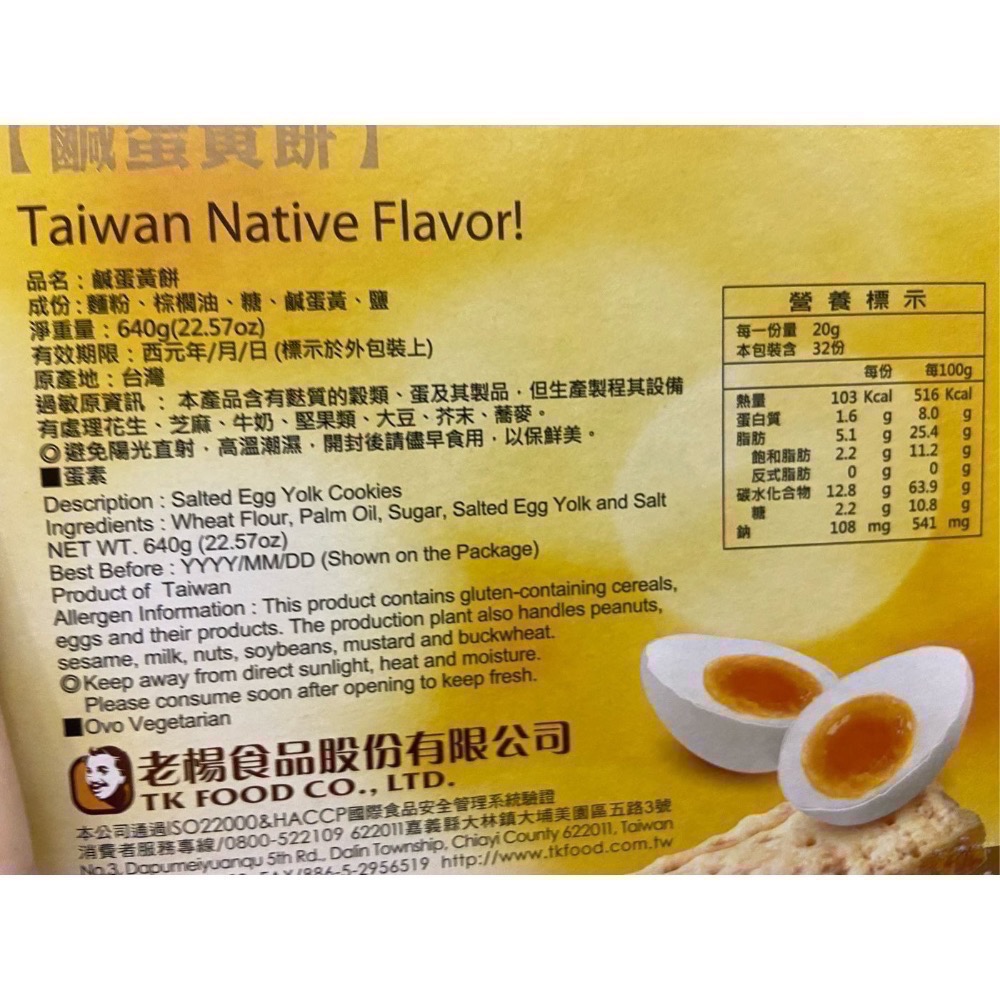 【鹹蛋黃餅】
Taiwan Native Flavor!
品名：鹹蛋黃餅
成份：麵粉、棕櫚油、糖、鹹蛋黃、鹽
淨重量：640g(22.57oz)
有效期限：西元年/月/日 (標示於外包裝上)
原產地：台灣
過敏原資訊 ： 本產品含有麩質的穀類、蛋及其製品，但生產製程其設備
有處理花生、芝麻、牛奶、堅果類、大豆、芥末、蕎麥。
◎避免陽光直射，高溫潮濕，開封後請儘早食用，以保鮮美。
■蛋素
Description : Salted Egg Yolk Cookies
Ingredients : Wheat Flour, Palm Oil, Sugar, Salted Egg Yolk and Salt
NET WT. 640g (22.57oz)
Best Before : YYYY/MM/DD (Shown on the Package)
Product of Taiwan
Allergen Information : This product contains gluten-containing cereals,
eggs and their products. The production plant also handles peanuts,
sesame, milk, nuts, soybeans, mustard and buckwheat.
◎Keep away from direct sunlight, heat and moisture.
Please consume soon after opening to keep fresh.
■Ovo Vegetarian
老楊食品股份有限公司
TK FOOD CO., LTD.
本公司通過ISO22000&HACCP國際食品安全管理系統驗證
消費者服務專線/0800-522109 622011嘉義縣大林鎮大埔美園區五路3號
No.3, Dapumeiyuanqu 5th Rd., Dalin Township, Chiayi County 622011, Taiwan
FAX/886-5-2956519 http://www.tkfood.com.tw
營養標示
每一份量 20g
本包裝含 32份
每份 每100g
熱量 103 Kcal 516 Kcal
蛋白質 1.6 g 8.0 g
脂肪 5.1 g 25.4 g
飽和脂肪 2.2 g 11.2 g
反式脂肪 0 g 0 g
碳水化合物 12.8 g 63.9 g
糖 2.2 g 10.8 g
鈉 108 mg 541 mg